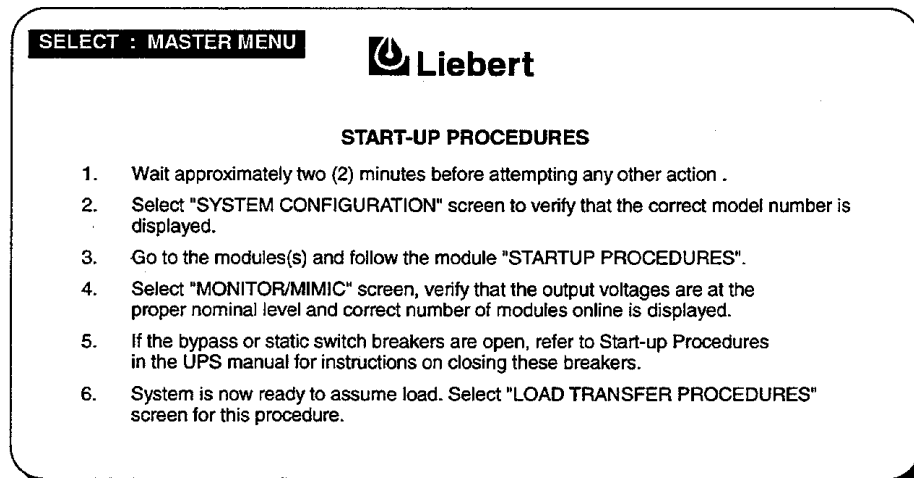 SELECT : MASTER MENU
Liebert
START-UP PROCEDURES
1. Wait approximately two (2) minutes before attempting any other action .
2. Select "SYSTEM CONFIGURATION" screen to verify that the correct model number is
displayed.
3. Go to the modules(s) and follow the module "STARTUP PROCEDURES".
4. Select "MONITOR/MIMIC" screen, verify that the output voltages are at the
proper nominal level and correct number of modules online is displayed.
5. If the bypass or static switch breakers are open, refer to Start-up Procedures
in the UPS manual for instructions on closing these breakers.
6. System is now ready to assume load. Select "LOAD TRANSFER PROCEDURES"
screen for this procedure.